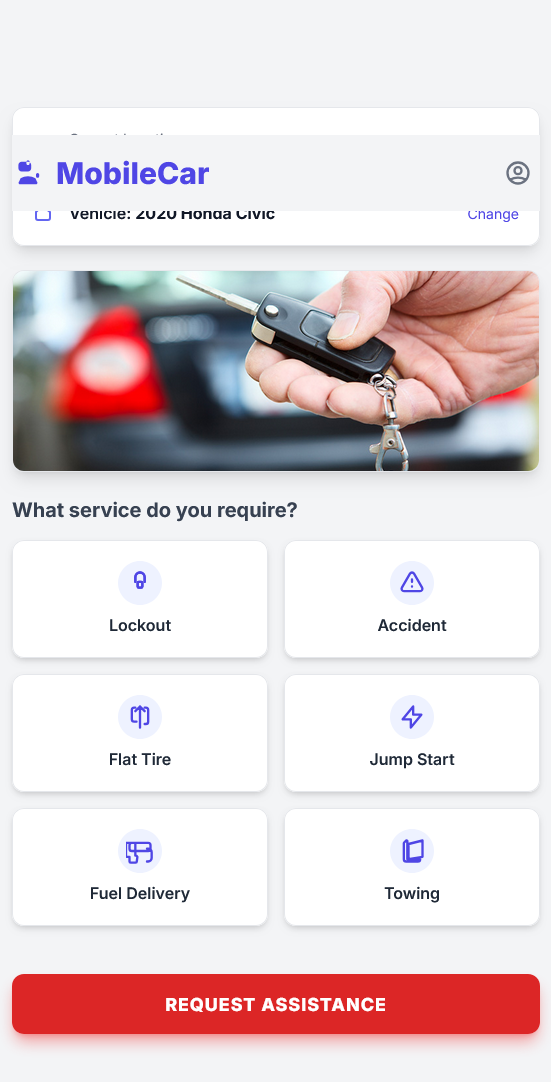 MobileCar
Vehicle: 2020 Honda Civic
Change
What service do you require?
Lockout
Accident
Flat Tire
Jump Start
Fuel Delivery
Towing
REQUEST ASSISTANCE